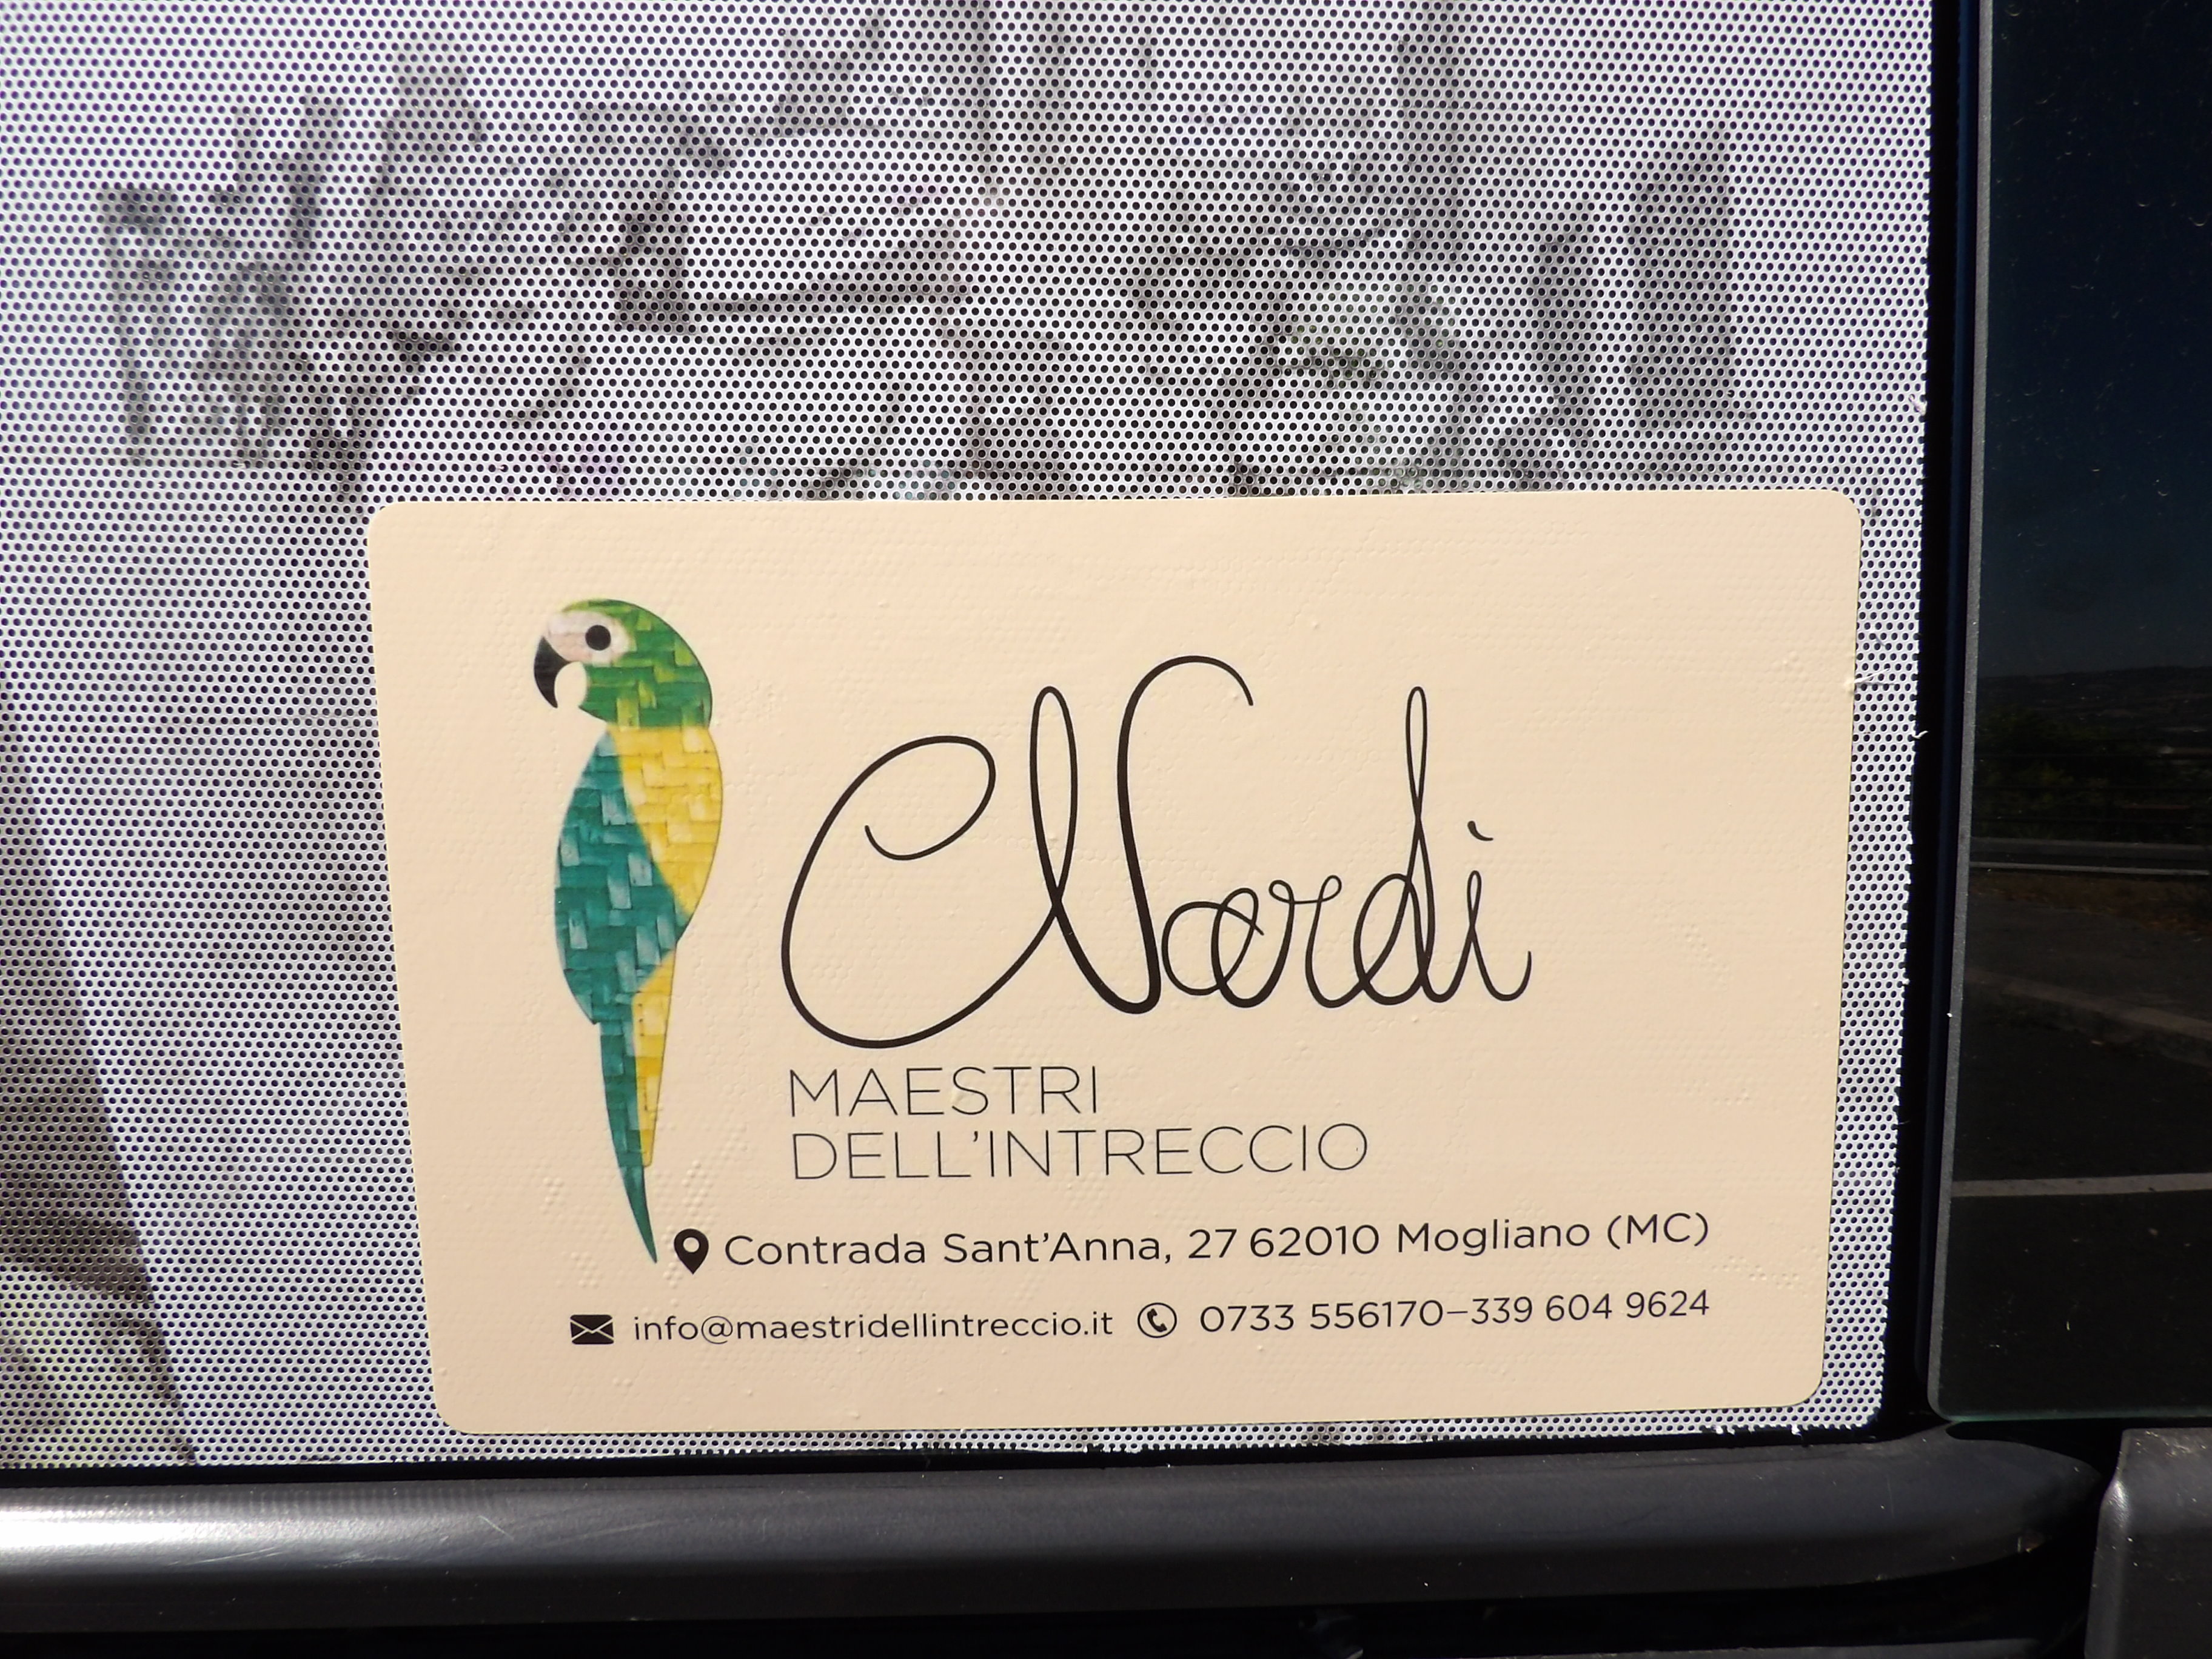 Nardi
MAESTRI
DELL'INTRECCIO
Contrada Sant'Anna, 27 62010 Mogliano (MC)
info@maestridellintreccio.it 0733 556170–339 604 9624